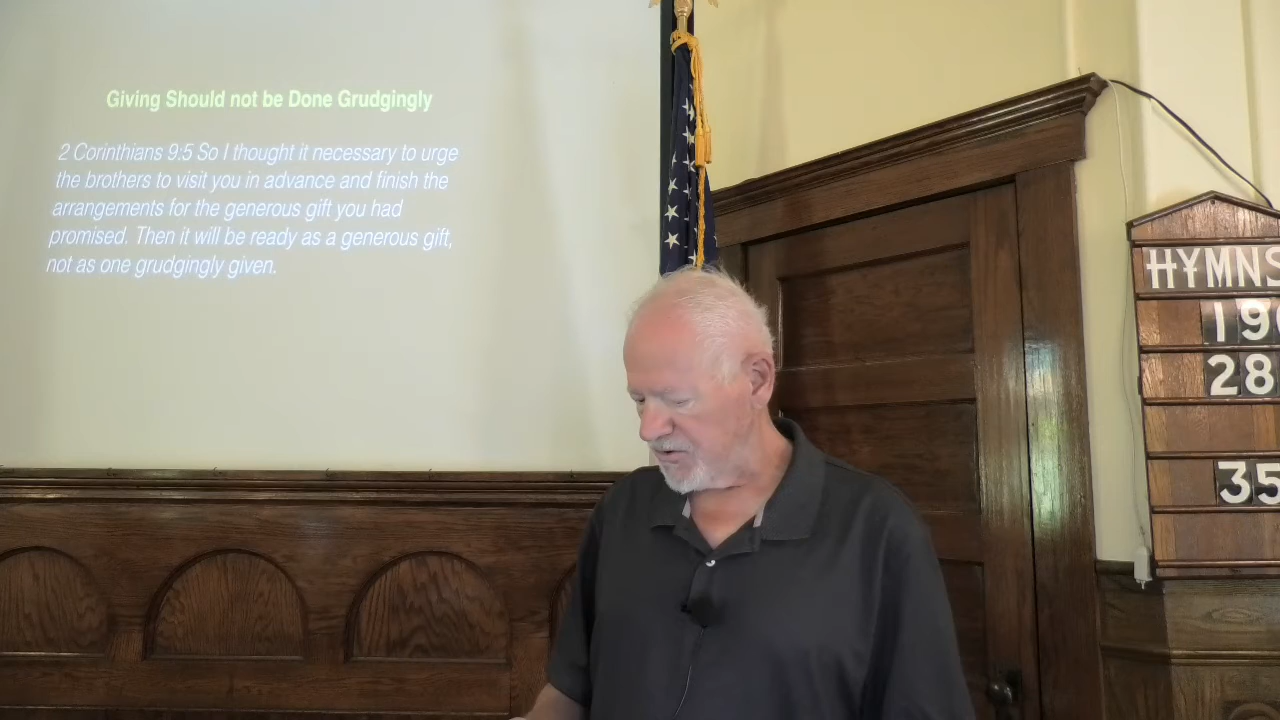 Giving Should not be Done Grudgingly
2 Corinthians 9:5 So I thought it necessary to urge
the brothers to visit you in advance and finish the
arrangements for the generous gift you had
promised. Then it will be ready as a generous gift,
not as one grudgingly given.
HYMNS
19
28
35